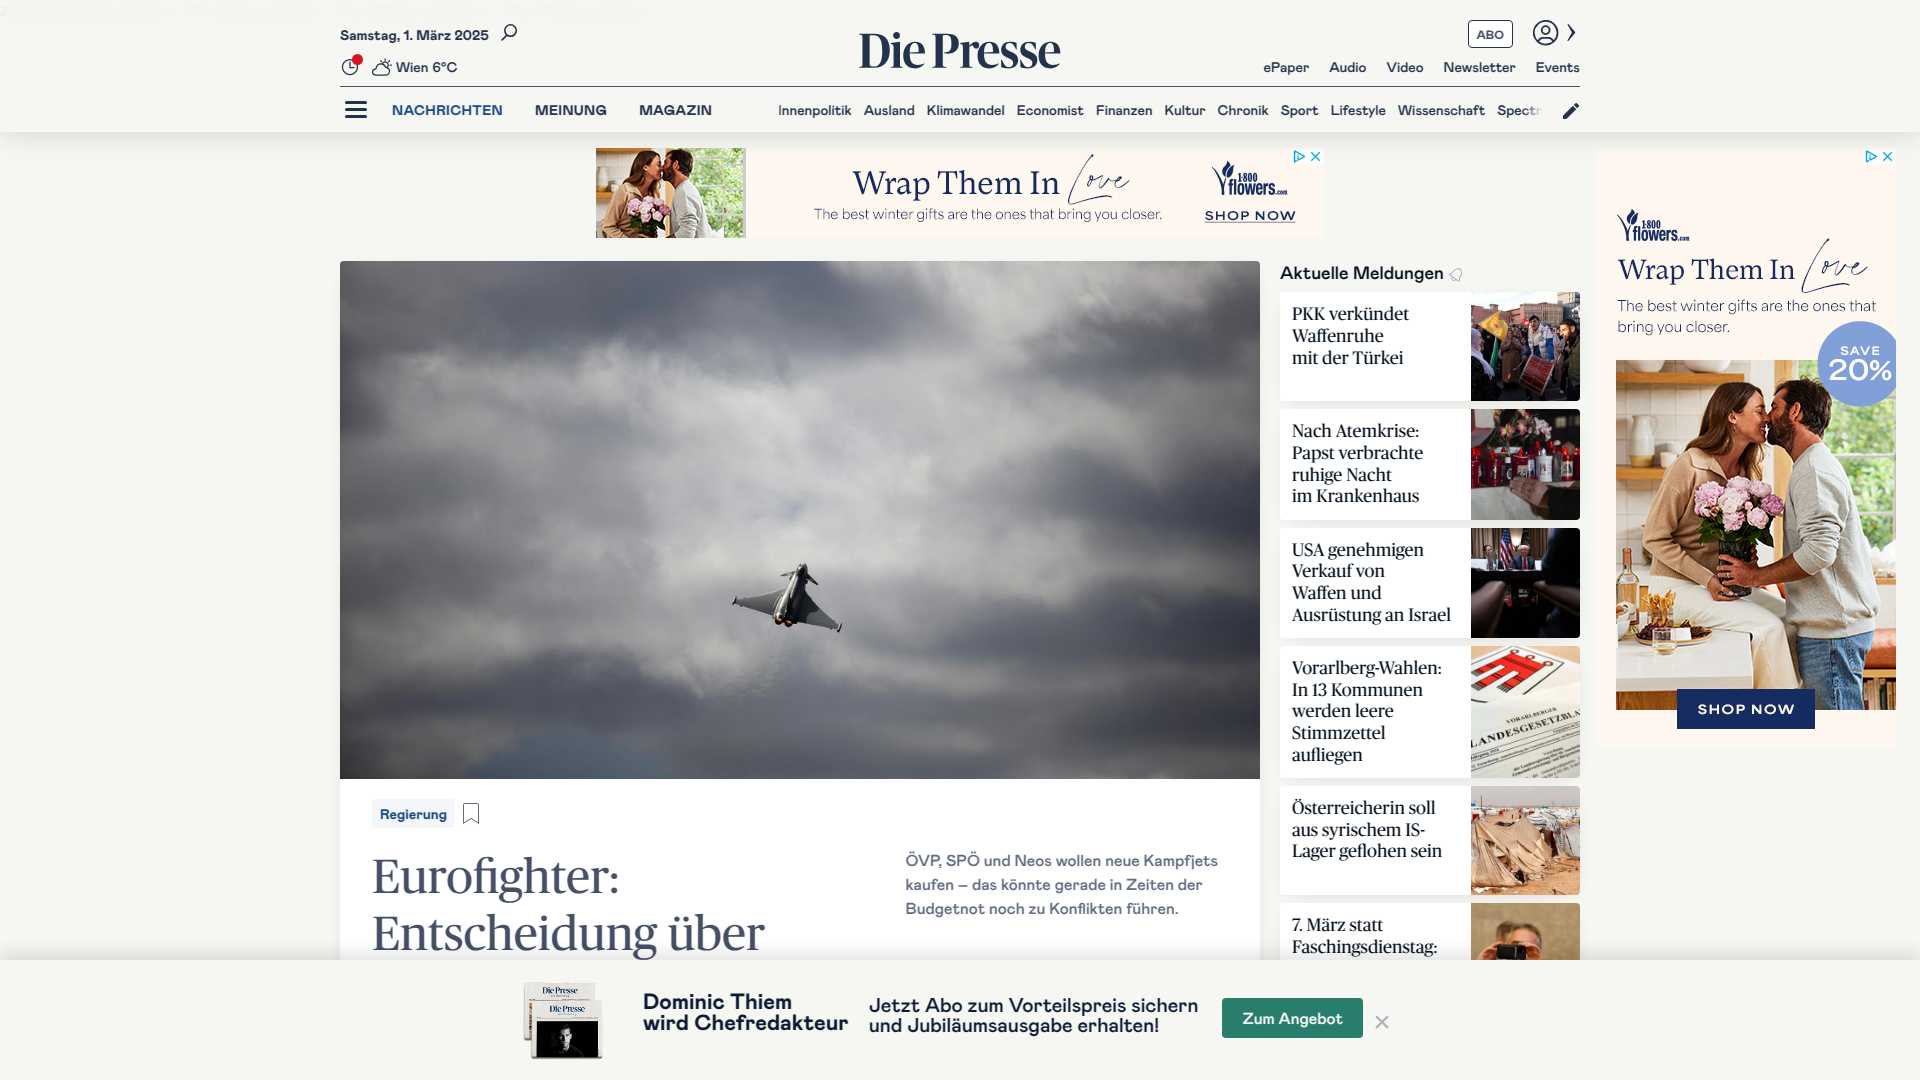 Samstag, 1. März 2025
Die Presse
ABO
Wien 6°C
ePaper
Audio
Video
Newsletter
Events
NACHRICHTEN
MEINUNG
MAGAZIN
Innenpolitik
Ausland
Klimawandel
Economist
Finanzen
Kultur
Chronik
Sport
Lifestyle
Wissenschaft
Spectr
Wrap Them In Love
The best winter gifts are the ones that bring you closer.
1-800
flowers.com
SHOP NOW
1-800
flowers.com
Wrap Them In Love
The best winter gifts are the ones that
bring you closer.
SAVE
20%
SHOP NOW
Aktuelle Meldungen
PKK verkündet
Waffenruhe
mit der Türkei
Nach Atemkrise:
Papst verbrachte
ruhige Nacht
im Krankenhaus
USA genehmigen
Verkauf von
Waffen und
Ausrüstung an Israel
Vorarlberg-Wahlen:
In 13 Kommunen
werden leere
Stimmzettel
aufliegen
VORARLBERGER
LANDESGESETZBLA
Österreicherin soll
aus syrischem IS-
Lager geflohen sein
7. März statt
Faschingsdienstag:
Regierung
Eurofighter:
Entscheidung über
ÖVP, SPÖ und Neos wollen neue Kampfjets
kaufen – das könnte gerade in Zeiten der
Budgetnot noch zu Konflikten führen.
Die Presse
Die Presse
Dominic Thiem
wird Chefredakteur
Jetzt Abo zum Vorteilspreis sichern
und Jubiläumsausgabe erhalten!
Zum Angebot